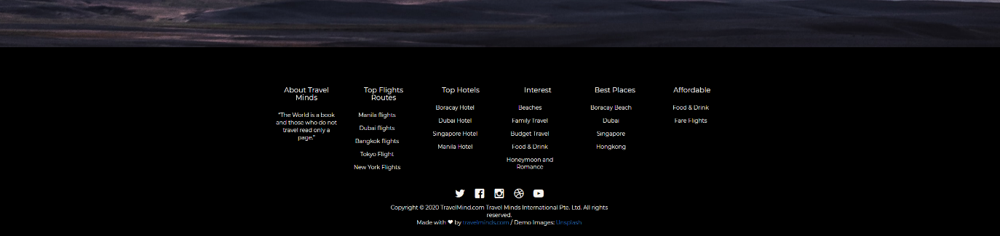 About Travel
Minds
"The World is a book
and those who do not
travel read only a
page."
Top Flights
Routes
Manila flights
Dubai flights
Bangkok flights
Tokyo Flight
New York Flights
Top Hotels
Boracay Hotel
Dubai Hotel
Singapore Hotel
Manila Hotel
Interest
Beaches
Family Travel
Budget Travel
Food & Drink
Honeymoon and
Romance
Best Places
Boracay Beach
Dubai
Singapore
Hongkong
Affordable
Food & Drink
Fare Flights
Copyright © 2020 TravelMind.com Travel Minds International Pte. Ltd. All rights
reserved.
Made with ❤ by travelminds.com / Demo Images: Unsplash